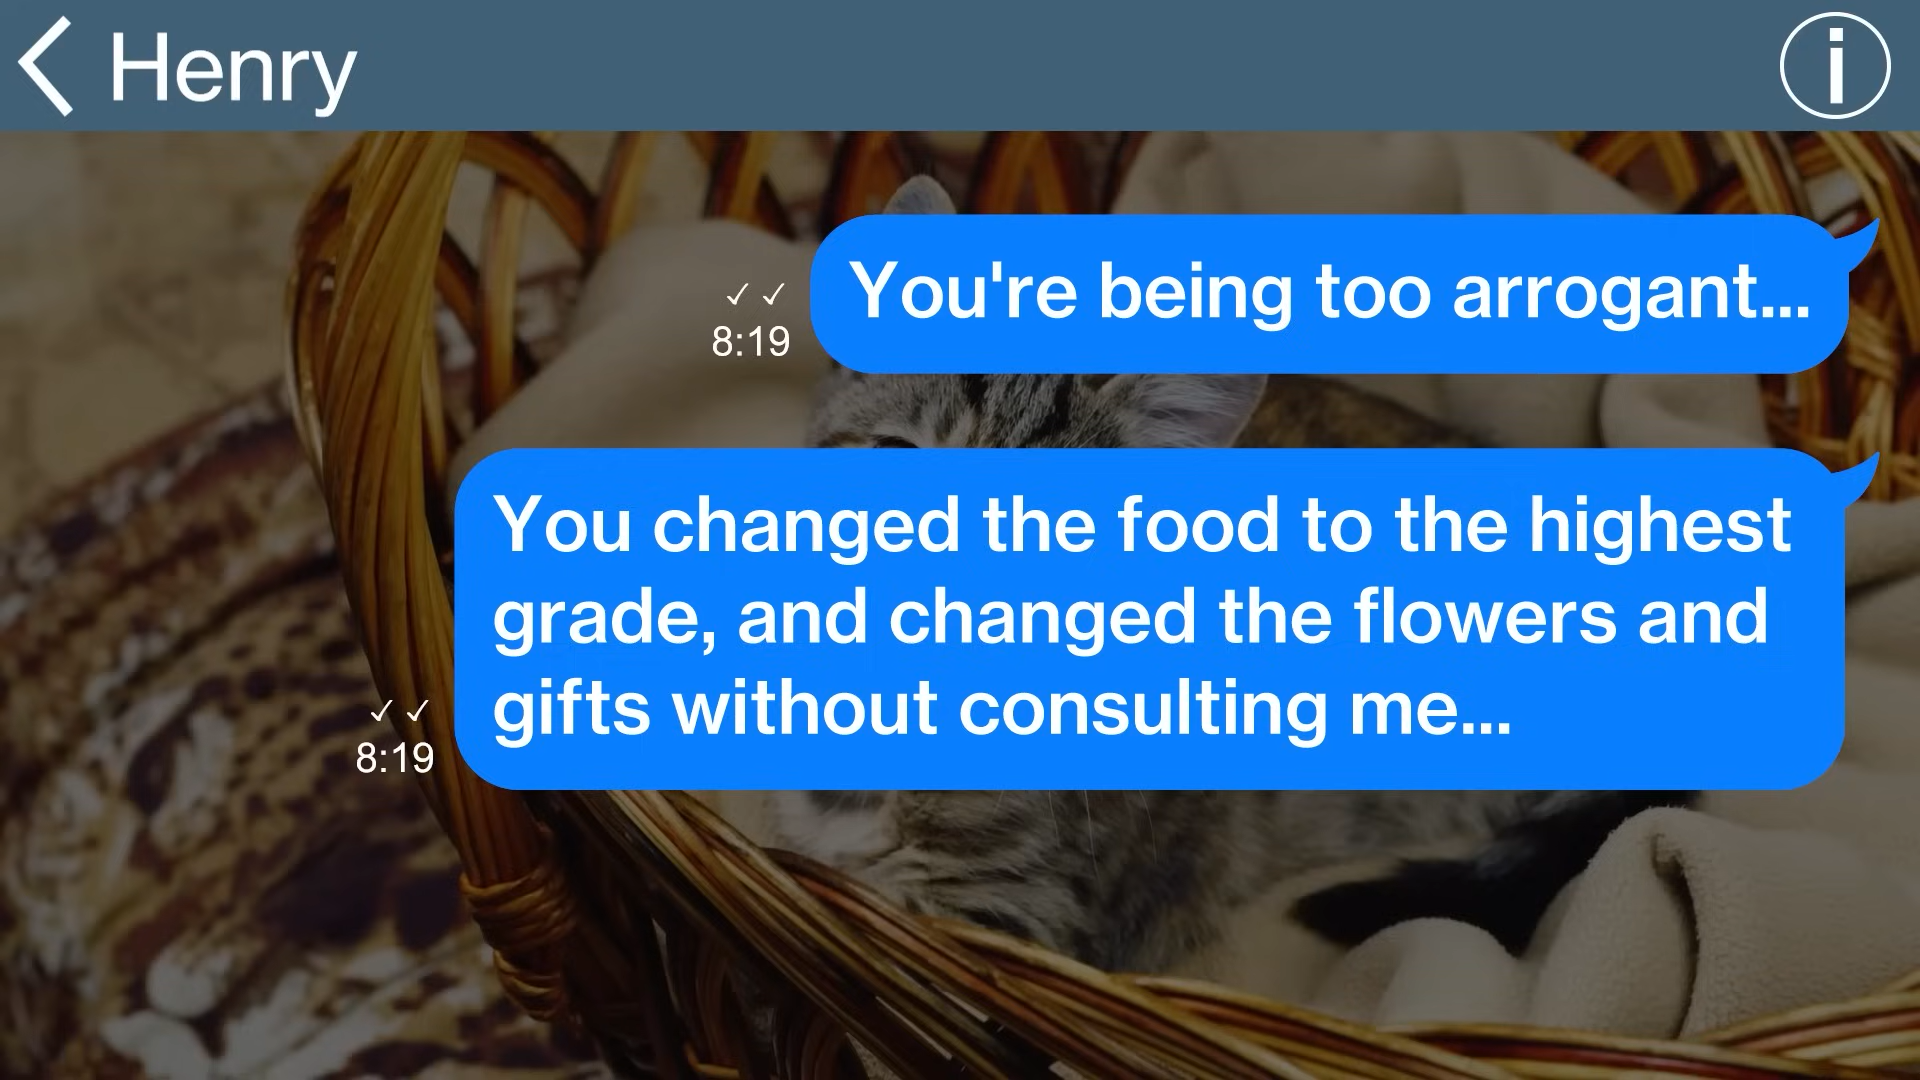 Henry
You're being too arrogant...
✓ ✓
8:19
You changed the food to the highest
grade, and changed the flowers and
gifts without consulting me...
✓ ✓
8:19